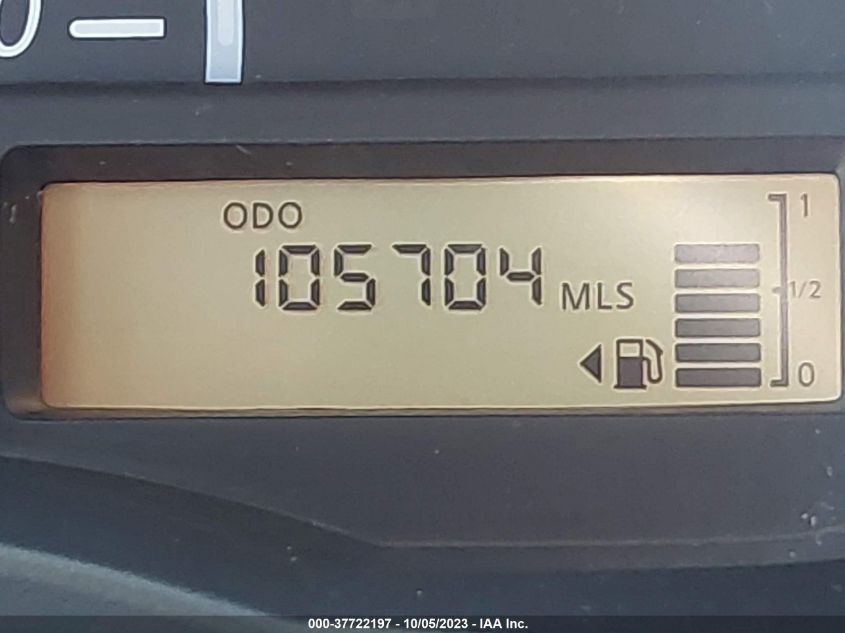 ODO
1
105704 MLS
1/2
0
000-37722197 - 10/05/2023 - IAA Inc.